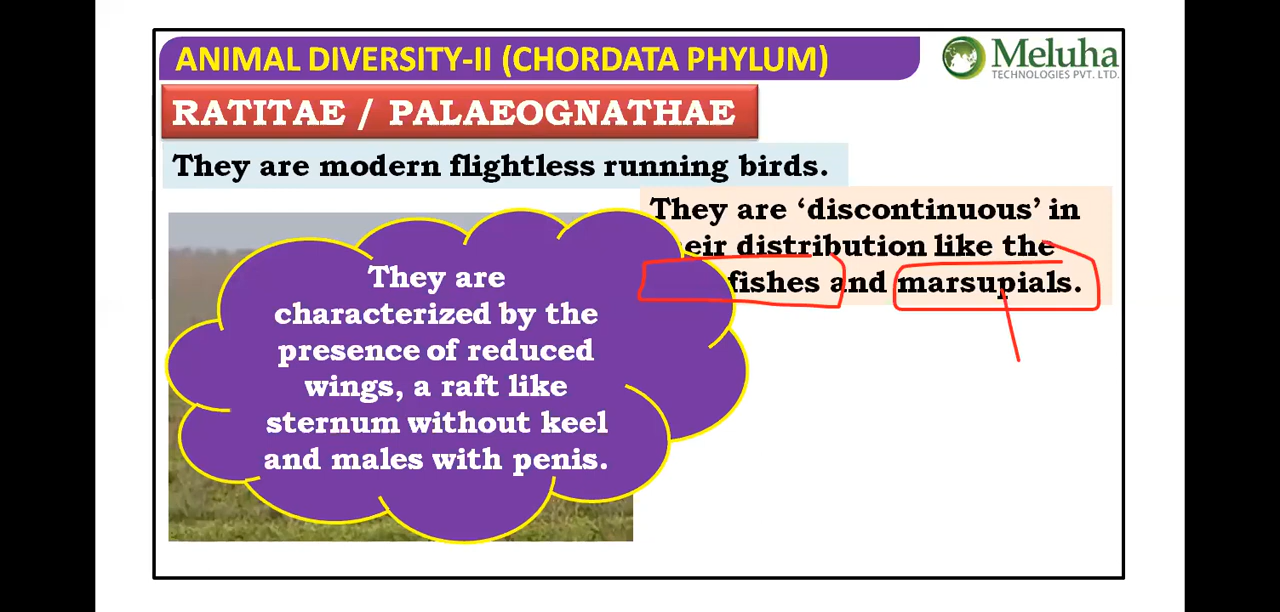 ANIMAL DIVERSITY-II (CHORDATA PHYLUM)
Meluha
TECHNOLOGIES PVT. LTD.
RATITAE / PALAEOGNATHAE
They are modern flightless running birds.
They are ‘discontinuous’ in
eir distribution like the
fishes and marsupials.
They are
characterized by the
presence of reduced
wings, a raft like
sternum without keel
and males with penis.